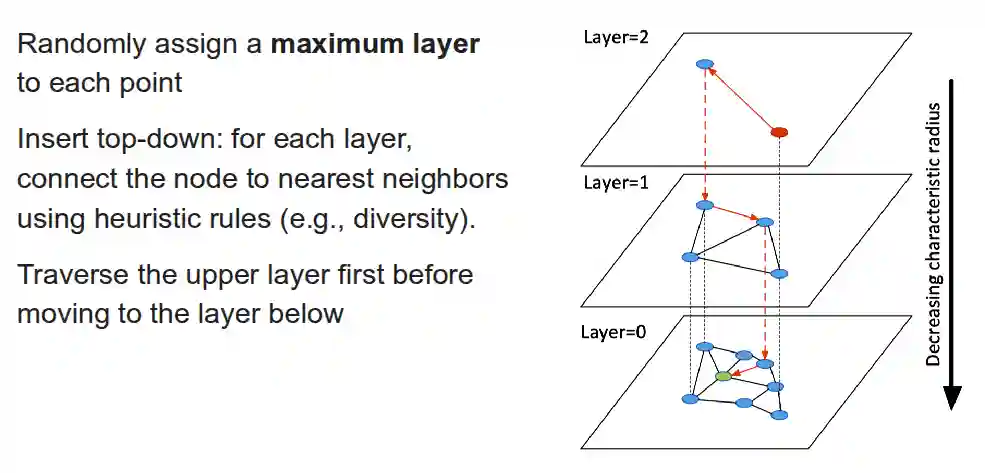 Randomly assign a maximum layer
to each point
Insert top-down: for each layer,
connect the node to nearest neighbors
using heuristic rules (e.g., diversity).
Traverse the upper layer first before
moving to the layer below
Layer=2
Layer=1
Layer=0
Decreasing characteristic radius